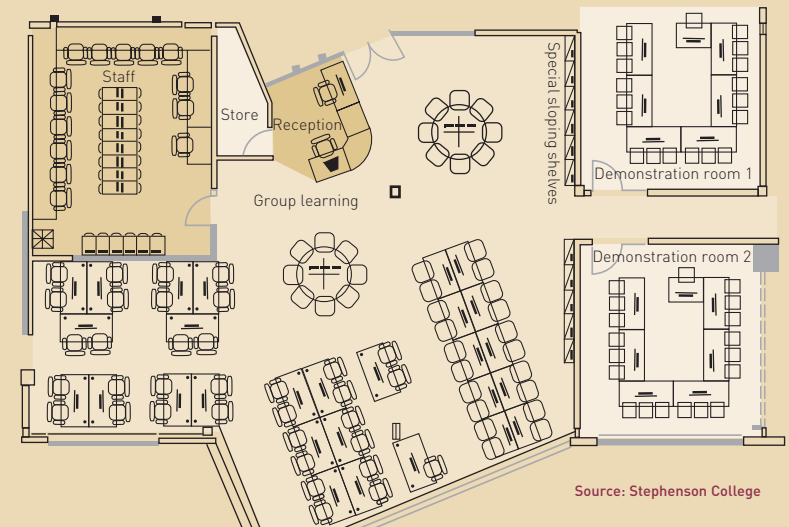 Staff
Store
Reception
Group learning
Special sloping shelves
Demonstration room 1
Demonstration room 2
Source: Stephenson College